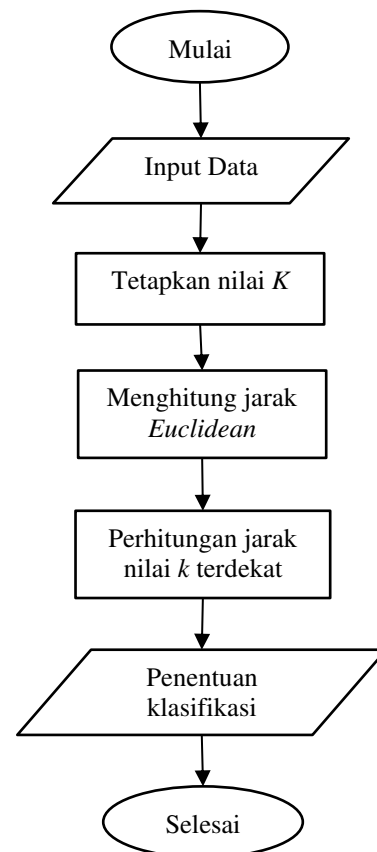 Mulai
Input Data
Tetapkan nilai K
Menghitung jarak
Euclidean
Perhitungan jarak
nilai k terdekat
Penentuan
klasifikasi
Selesai